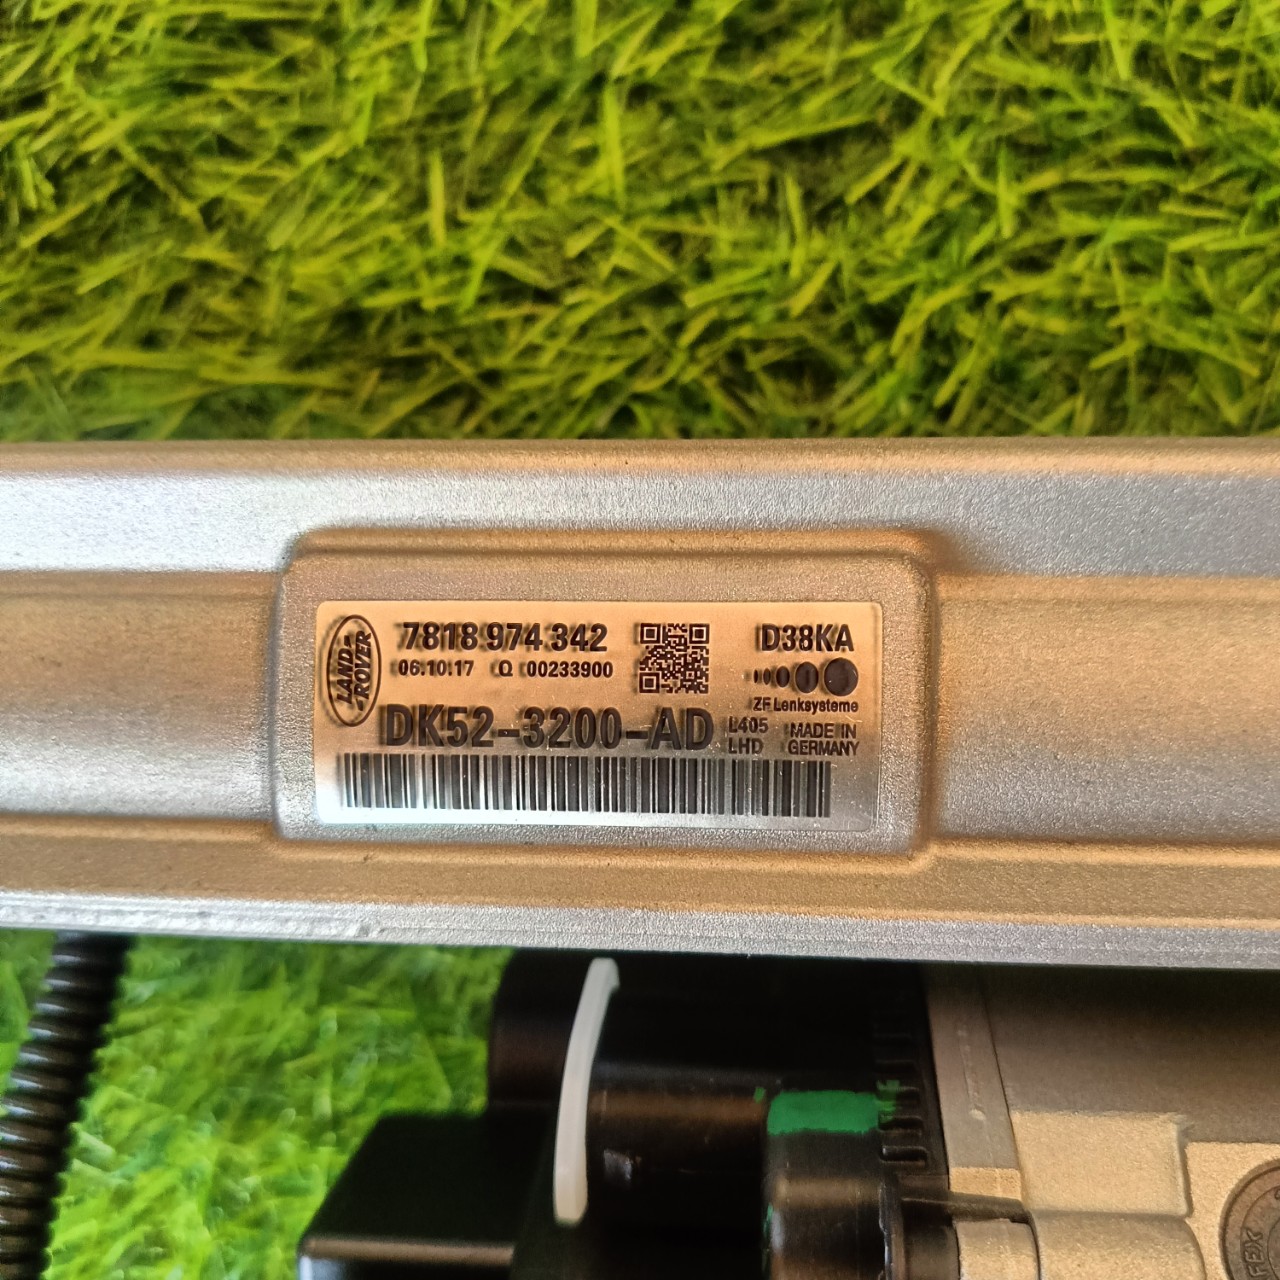 LAND-
-ROVER
7818 974 342
06.10.17 Q 00233900
D38KA
ZF Lenksysteme
DK52-3200-AD
L405
LHD
MADE IN
GERMANY